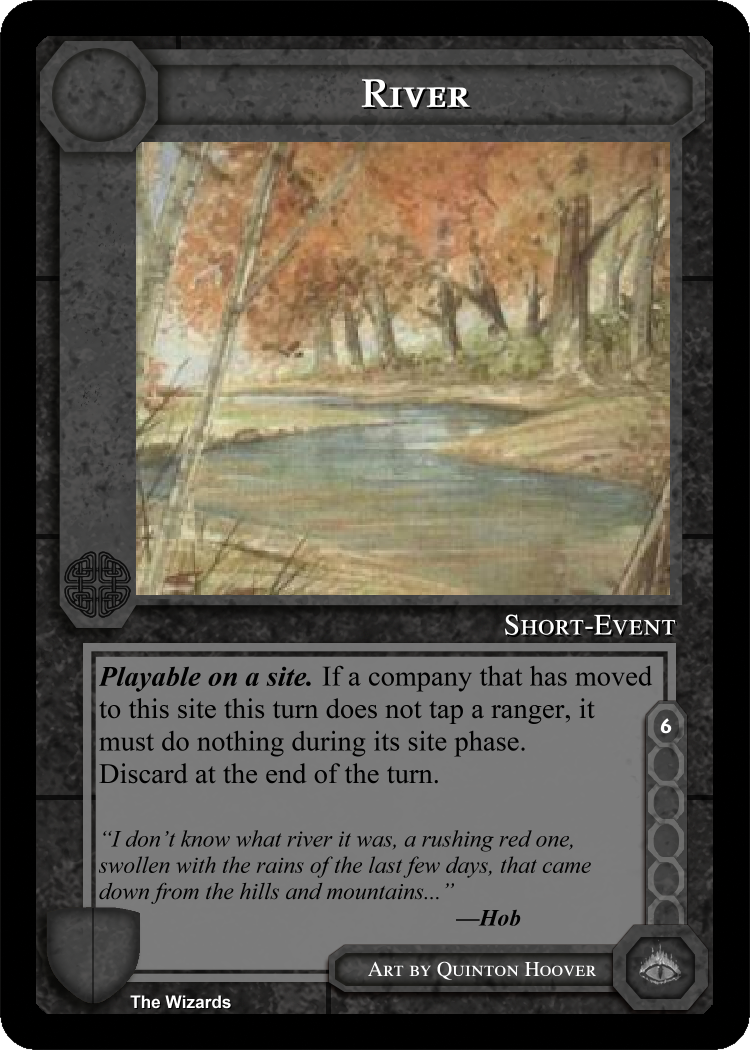 RIVER
SHORT-EVENT
Playable on a site. If a company that has moved
to this site this turn does not tap a ranger, it
must do nothing during its site phase.
Discard at the end of the turn.
6
“I don’t know what river it was, a rushing red one,
swollen with the rains of the last few days, that came
down from the hills and mountains...”
—Hob
ART BY QUINTON HOOVER
The Wizards